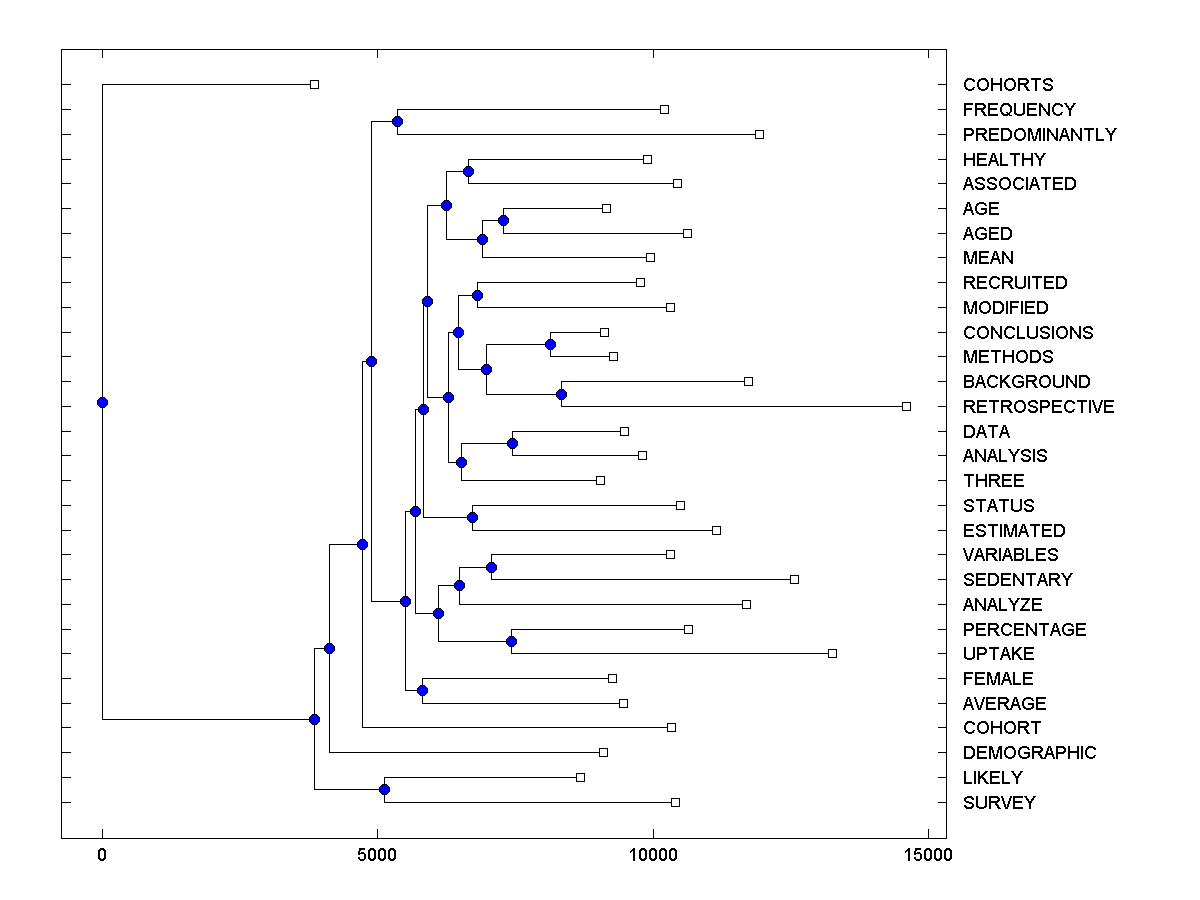 COHORTS
FREQUENCY
PREDOMINANTLY
HEALTHY
ASSOCIATED
AGE
AGED
MEAN
RECRUITED
MODIFIED
CONCLUSIONS
METHODS
BACKGROUND
RETROSPECTIVE
DATA
ANALYSIS
THREE
STATUS
ESTIMATED
VARIABLES
SEDENTARY
ANALYZE
PERCENTAGE
UPTAKE
FEMALE
AVERAGE
COHORT
DEMOGRAPHIC
LIKELY
SURVEY
0 5000 10000 15000